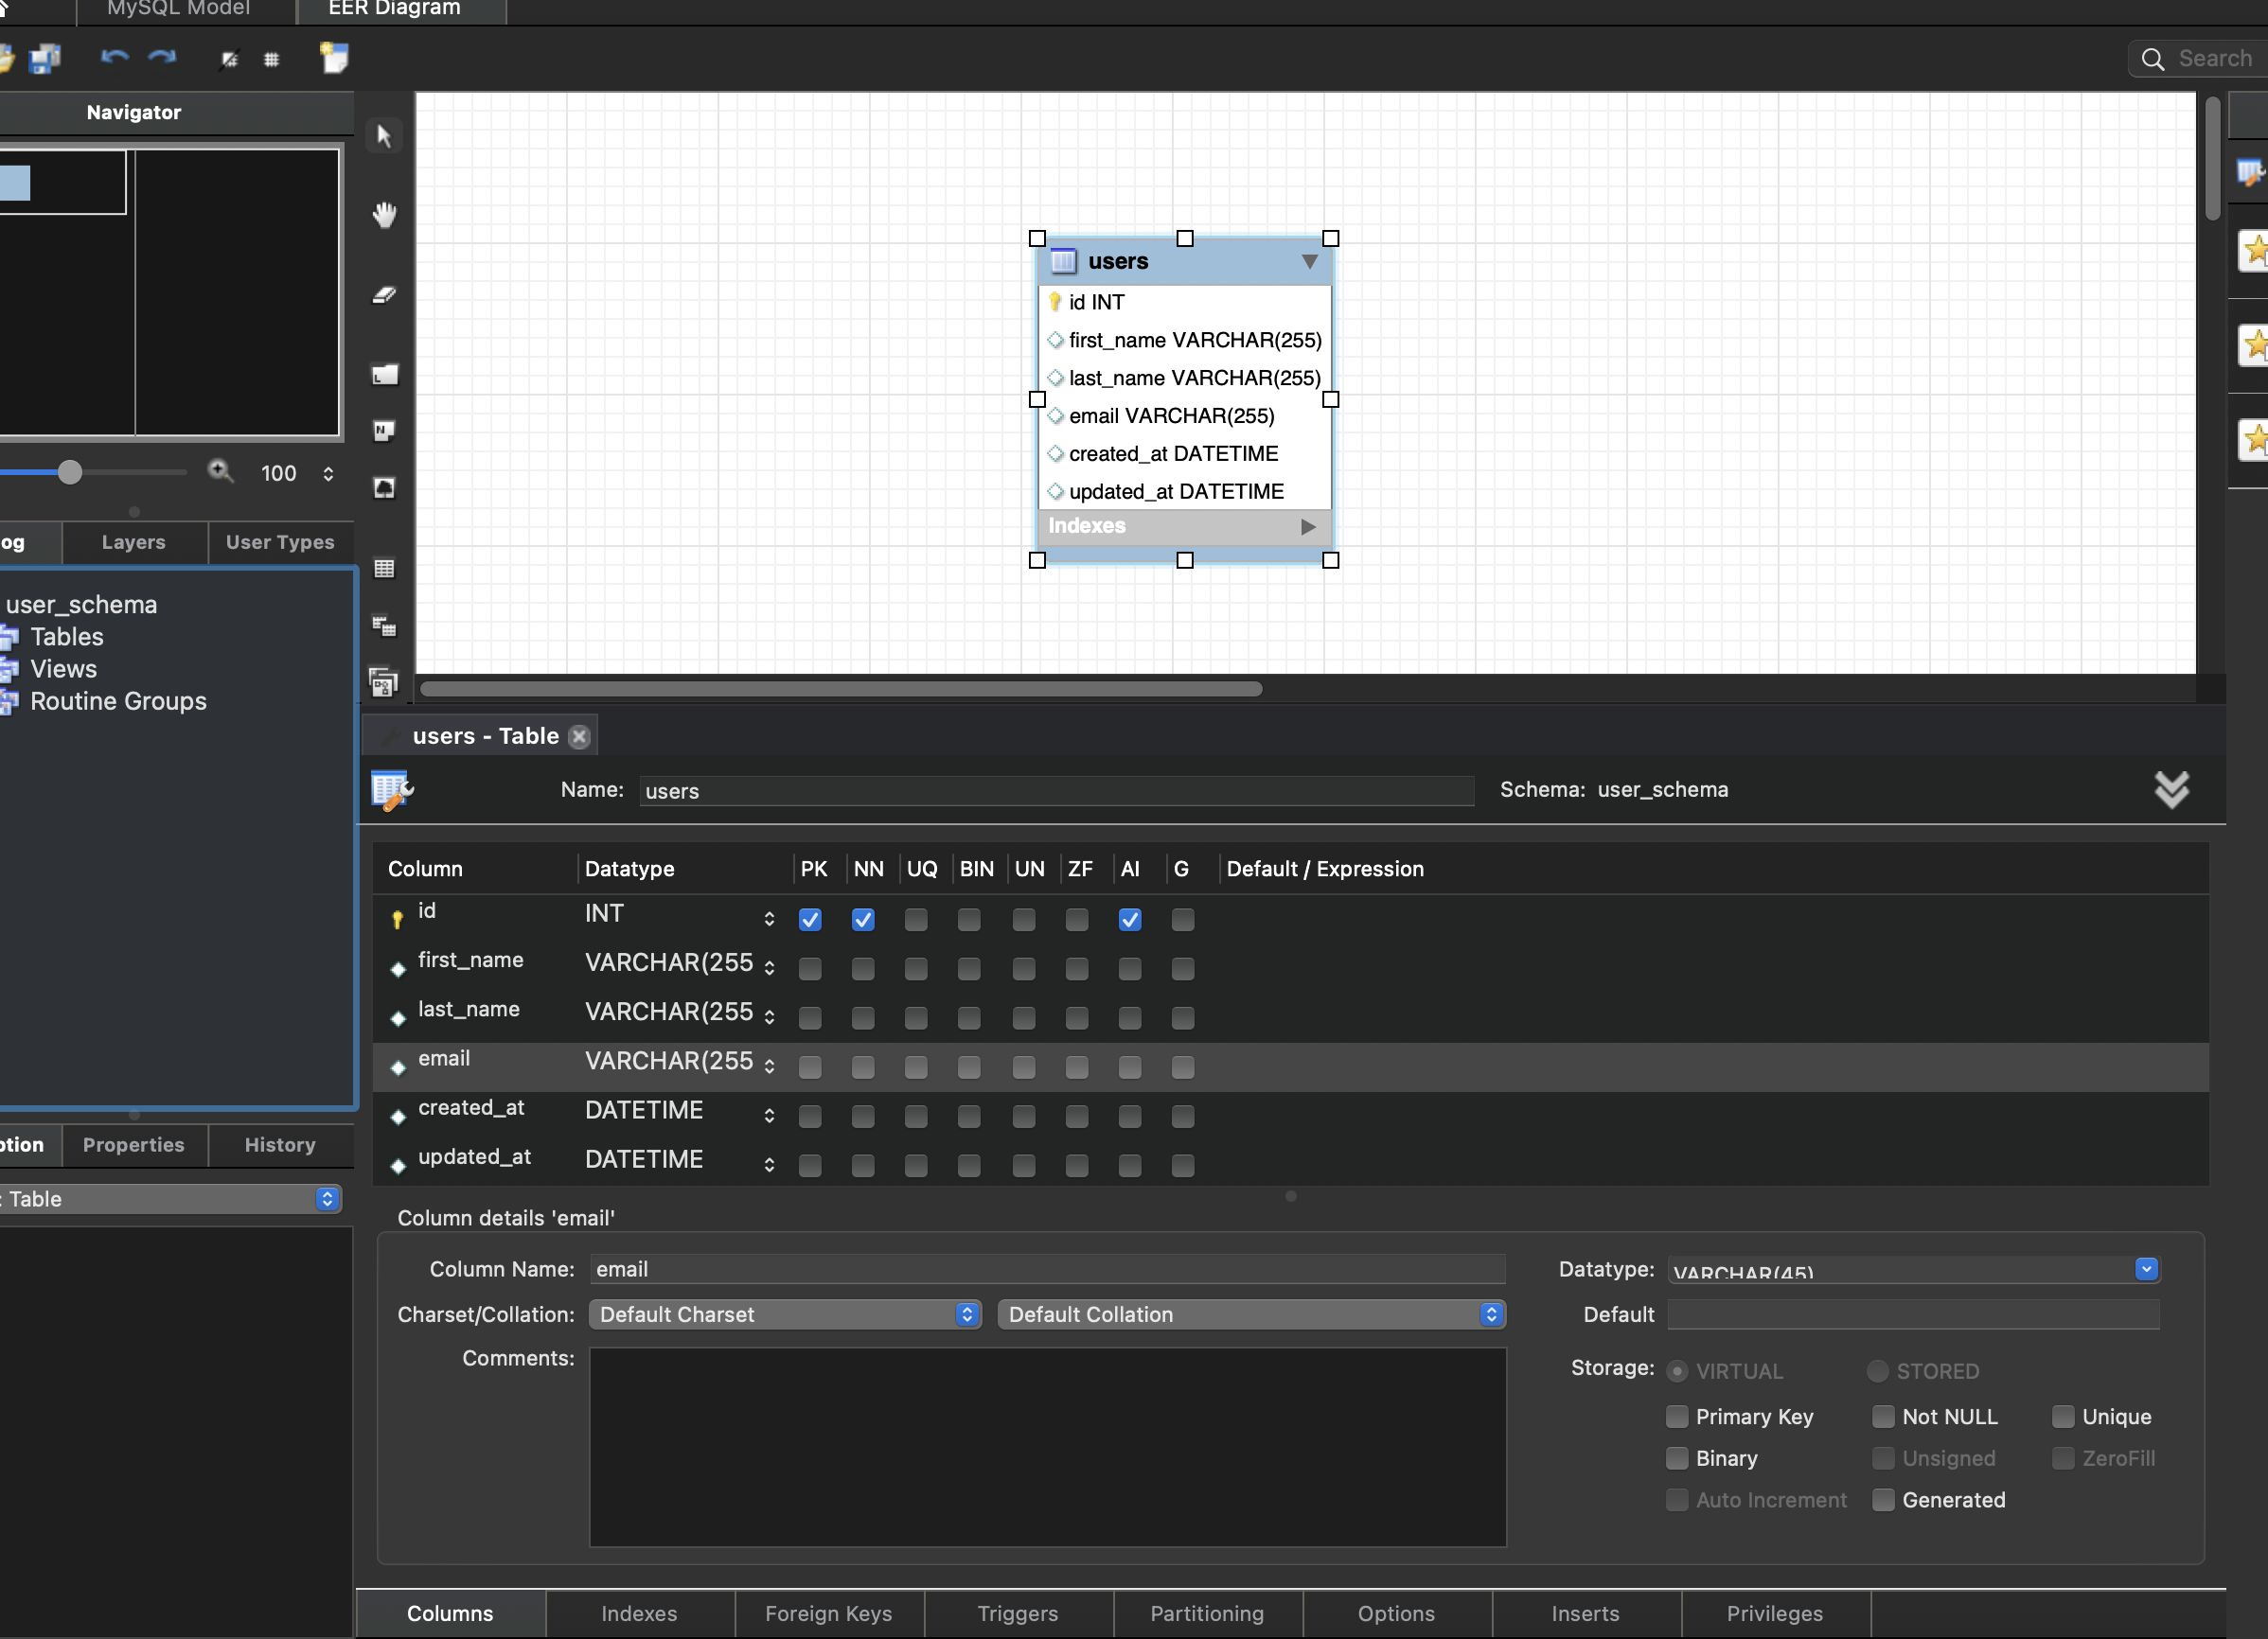 MySQL Model
EER Diagram
Search
Navigator
100
Layers
User Types
user_schema
Tables
Views
Routine Groups
Properties
History
: Table
L
N
users
id INT
first_name VARCHAR(255)
last_name VARCHAR(255)
email VARCHAR(255)
created_at DATETIME
updated_at DATETIME
Indexes
users - Table
Name: users
Schema: user_schema
Column Datatype PK NN UQ BIN UN ZF AI G Default / Expression
id INT
first_name VARCHAR(255
last_name VARCHAR(255
email VARCHAR(255
created_at DATETIME
updated_at DATETIME
Column details 'email'
Column Name: email
Datatype: VARCHAR(45)
Charset/Collation: Default Charset Default Collation
Default
Comments:
Storage: VIRTUAL STORED
Primary Key Not NULL Unique
Binary Unsigned ZeroFill
Auto Increment Generated
Columns Indexes Foreign Keys Triggers Partitioning Options Inserts Privileges